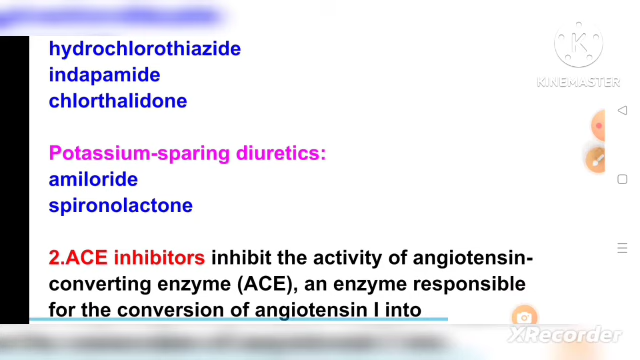 hydrochlorothiazide
indapamide
chlorthalidone
Potassium-sparing diuretics:
amiloride
spironolactone
2.ACE inhibitors inhibit the activity of angiotensin-
converting enzyme (ACE), an enzyme responsible
for the conversion of angiotensin I into
K
KINEMASTER
XRecorder